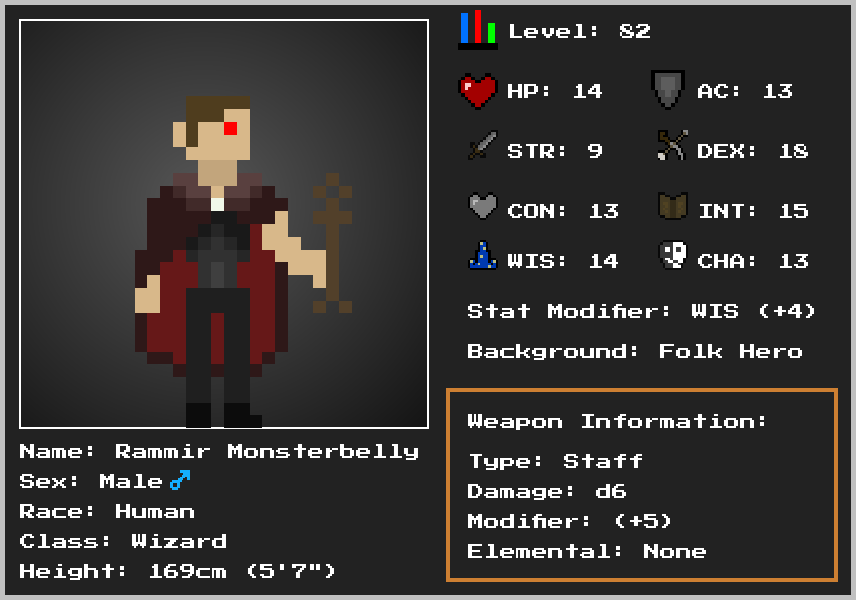 Level: 82
HP: 14
AC: 13
STR: 9
DEX: 18
CON: 13
INT: 15
WIS: 14
CHA: 13
Stat Modifier: WIS (+4)
Background: Folk Hero
Weapon Information:
Type: Staff
Damage: d6
Modifier: (+5)
Elemental: None
Name: Rammir Monsterbelly
Sex: Male♂
Race: Human
Class: Wizard
Height: 169cm (5'7")